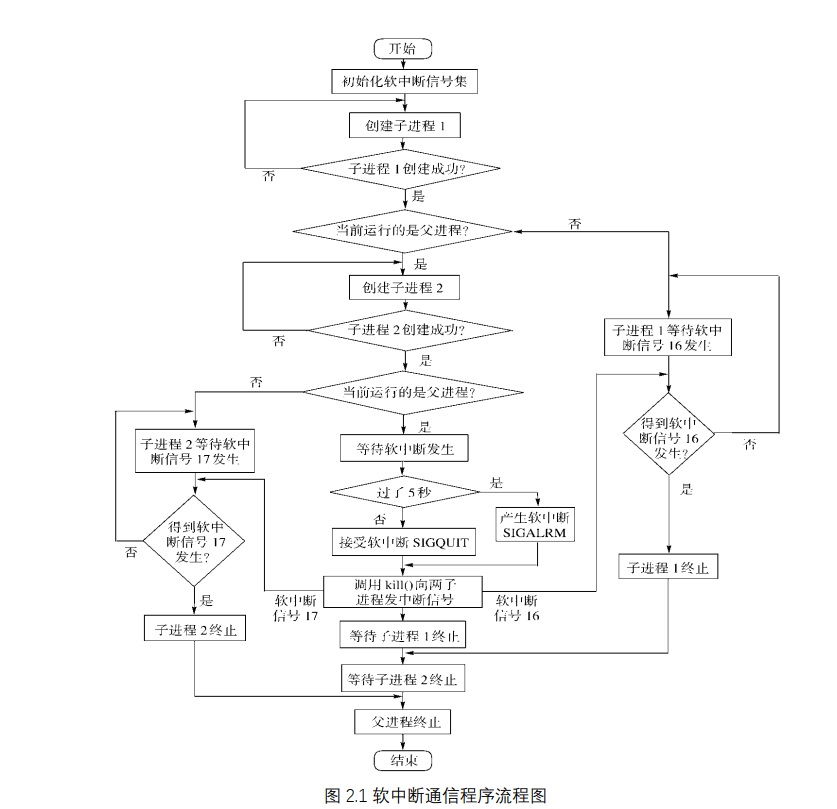 开始
初始化软中断信号集
创建子进程 1
子进程 1 创建成功?
否
是
当前运行的是父进程?
否
是
创建子进程 2
子进程 2 创建成功?
否
是
子进程 1 等待软中
断信号 16 发生
当前运行的是父进程?
否
是
得到软中
断信号 16
发生?
否
是
子进程 2 等待软中
断信号 17 发生
等待软中断发生
过了 5 秒
是
否
产生软中断
SIGALRM
得到软中
断信号 17
发生?
否
是
接受软中断 SIGQUIT
子进程 1 终止
调用 kill() 向两子
进程发中断信号
软中断
信号 17
软中断
信号 16
子进程 2 终止
等待子进程 1 终止
等待子进程 2 终止
父进程终止
结束
图 2.1 软中断通信程序流程图